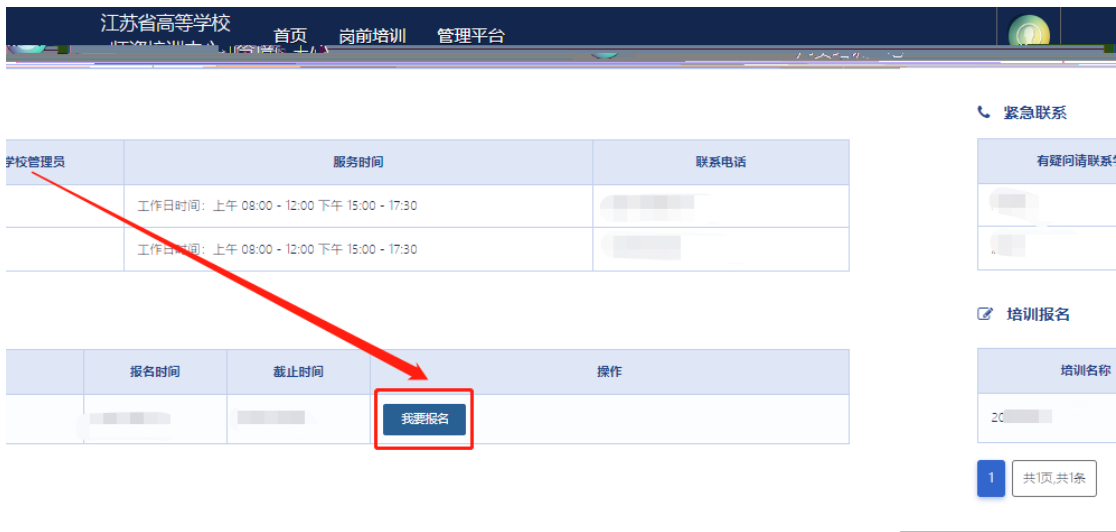 江苏省高等学校
首页 岗前培训 管理平台
紧急联系
学校管理员 服务时间 联系电话 有疑问请联系
工作日时间：上午 08:00 - 12:00 下午 15:00 - 17:30
工作日时间：上午 08:00 - 12:00 下午 15:00 - 17:30
培训报名
报名时间 截止时间 操作 培训名称
我要报名 20
1 共1页,共1条